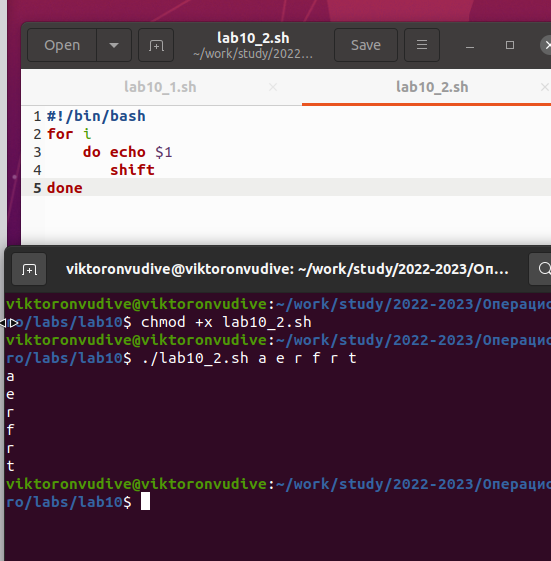 Open
lab10_2.sh
~/work/study/2022...
Save
lab10_1.sh
lab10_2.sh
1 #!/bin/bash
2 for i
3     do echo $1
4        shift
5 done
viktoronvudive@viktoronvudive: ~/work/study/2022-2023/Оп...
viktoronvudive@viktoronvudive:~/work/study/2022-2023/Операцио
ro/labs/lab10$ chmod +x lab10_2.sh
viktoronvudive@viktoronvudive:~/work/study/2022-2023/Операцио
ro/labs/lab10$ ./lab10_2.sh a e r f r t
a
e
r
f
r
t
viktoronvudive@viktoronvudive:~/work/study/2022-2023/Операцио
ro/labs/lab10$